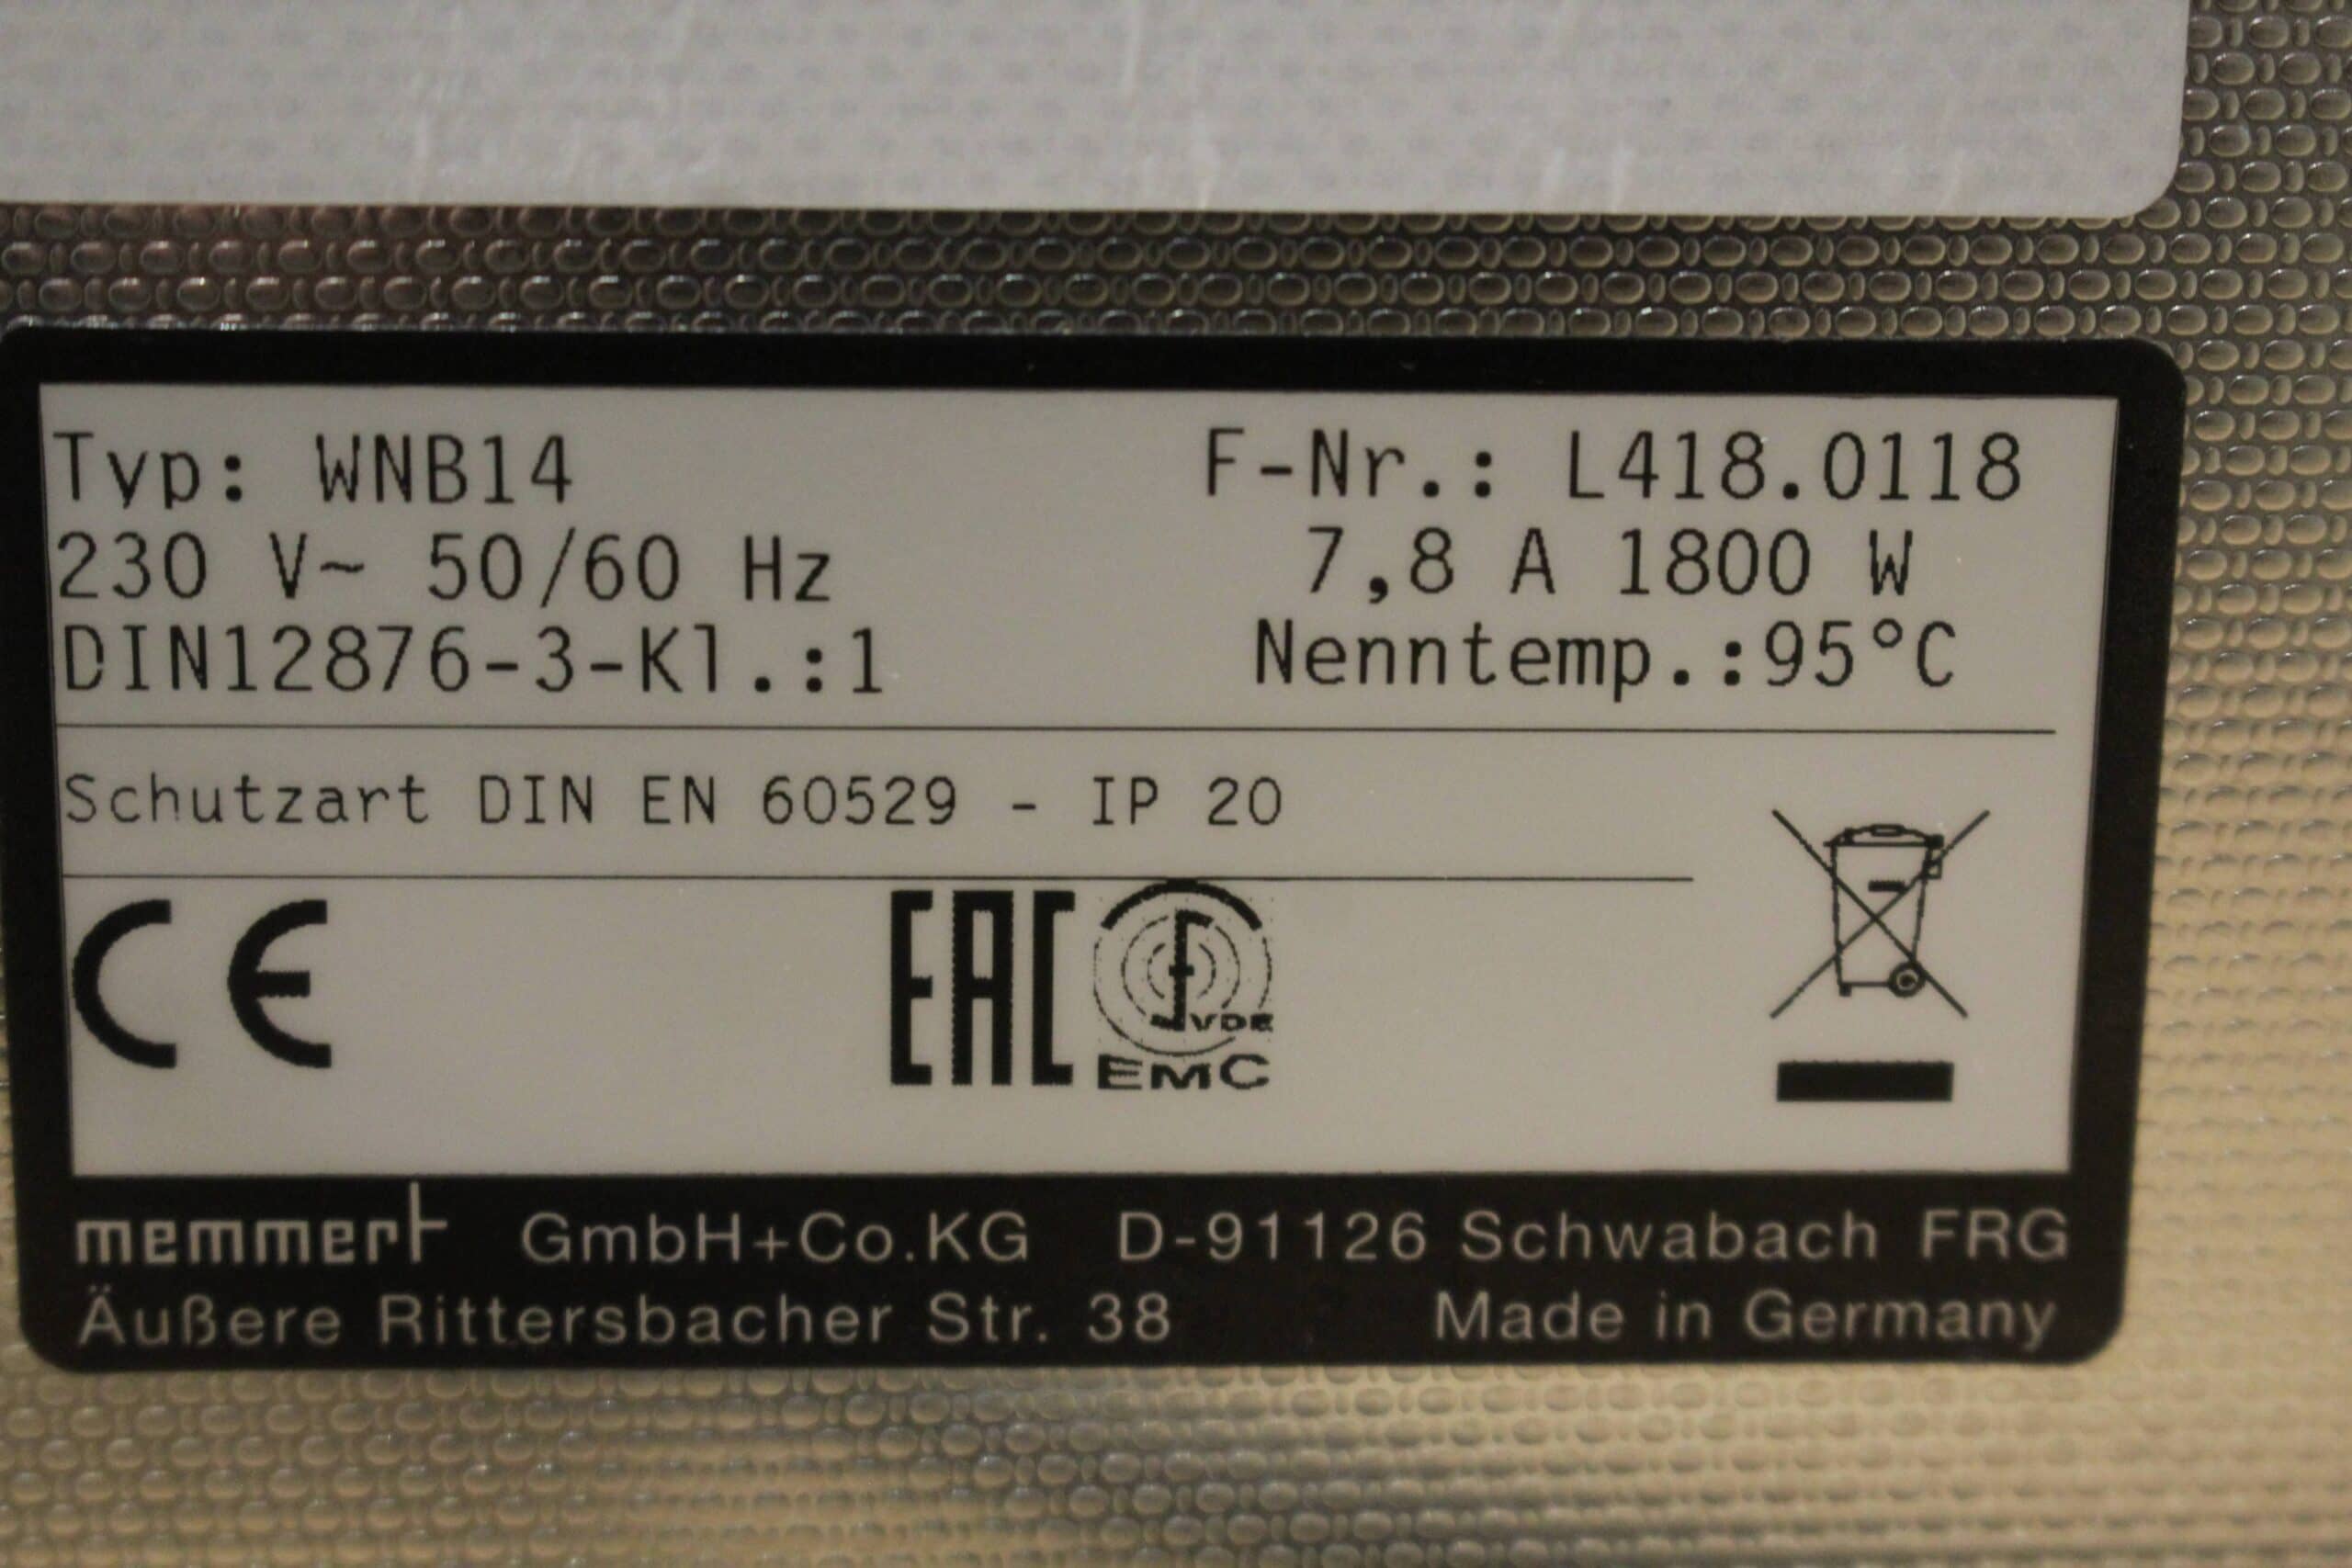 Typ: WNB14 F-Nr.: L418.0118
230 V~ 50/60 Hz 7,8 A 1800 W
DIN12876-3-Kl.:1 Nenntemp.:95°C
Schutzart DIN EN 60529 - IP 20
CE EAC VDE
EMC
memmert GmbH+Co.KG D-91126 Schwabach FRG
Äußere Rittersbacher Str. 38 Made in Germany